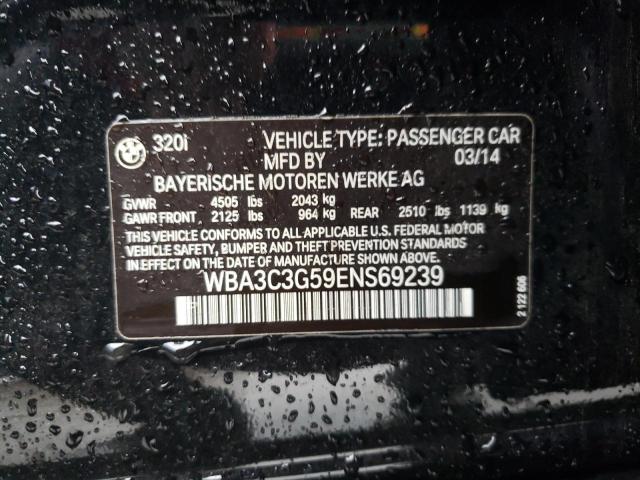 320i VEHICLE TYPE: PASSENGER CAR
MFD BY 03/14
BAYERISCHE MOTOREN WERKE AG
GVWR 4505 lbs 2043 kg
GAWR FRONT 2125 lbs 964 kg REAR 2510 lbs 1139 kg
THIS VEHICLE CONFORMS TO ALL APPLICABLE U.S. FEDERAL MOTOR
VEHICLE SAFETY, BUMPER AND THEFT PREVENTION STANDARDS
IN EFFECT ON THE DATE OF MANUFACTURE SHOWN ABOVE.
WBA3C3G59ENS69239
2 122 606